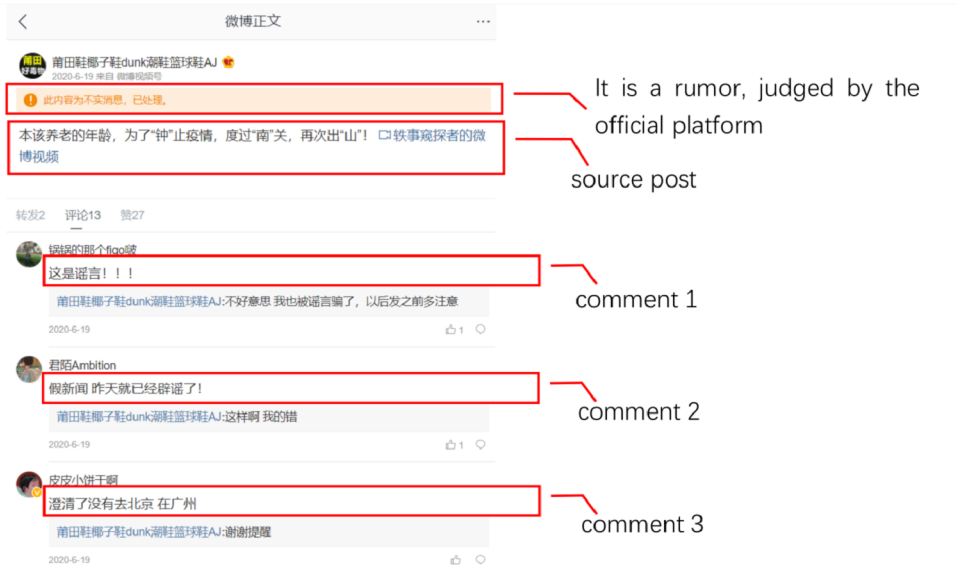 微博正文
莆田
好毒物
莆田鞋椰子鞋dunk潮鞋篮球鞋AJ
2020-6-19 来自 微博视频号
此内容为不实消息，已处理。
It is a rumor, judged by the
official platform
本该养老的年龄，为了“钟”止疫情，度过“南”关，再次出“山”！ 轶事窥探者的微
博视频
source post
转发2 评论13 赞27
锅锅的那个figo啵
这是谣言！！！
comment 1
莆田鞋椰子鞋dunk潮鞋篮球鞋AJ:不好意思 我也被谣言骗了，以后发之前多注意
2020-6-19 1
君陌Ambition
假新闻 昨天就已经辟谣了！
comment 2
莆田鞋椰子鞋dunk潮鞋篮球鞋AJ:这样啊 我的错
2020-6-19 1
皮皮小饼干啊
澄清了没有去北京 在广州
comment 3
莆田鞋椰子鞋dunk潮鞋篮球鞋AJ:谢谢提醒
2020-6-19